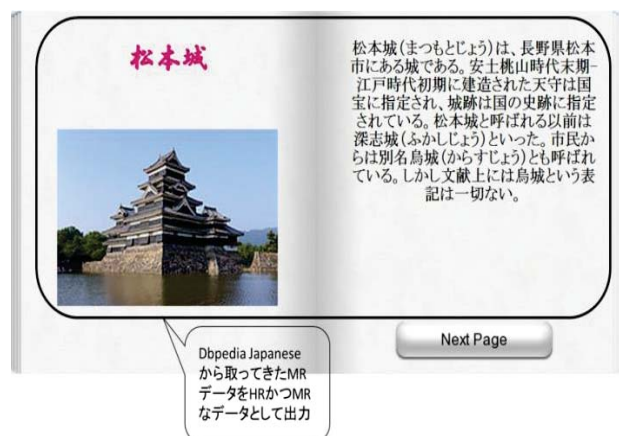 松本城
松本城(まつもとじょう)は、長野県松本
市にある城である。安土桃山時代末期-
江戸時代初期に建造された天守は国
宝に指定され、城跡は国の史跡に指定
されている。松本城と呼ばれる以前は
深志城(ふかしじょう)といった。市民か
らは別名烏城(からすじょう)とも呼ばれ
ている。しかし文献上には烏城という表
記は一切ない。
Next Page
Dbpedia Japanese
から取ってきたMR
データをHRかつMR
なデータとして出力